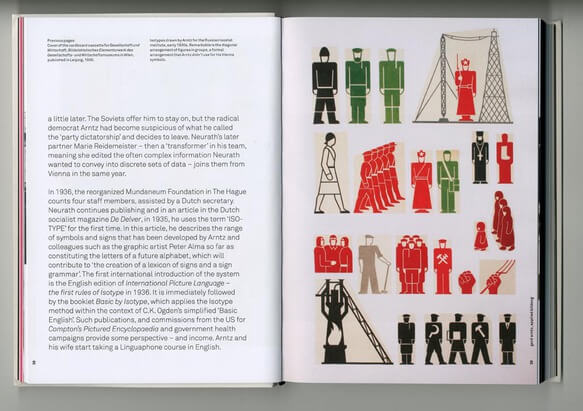 Previous pages:
Cover of the cardboard cassette for Gesellschaft und
Wirtschaft, Bildstatistisches Elementarwerk des
Gesellschafts- und Wirtschaftsmuseums in Wien,
published in Leipzig, 1930.
Isotypes drawn by Arntz for the Russian Isostat
institute, early 1930s. Remarkable is the diagonal
arrangement of figures in groups, a formal
arrangement that Arntz didn't use for his Vienna
symbols.
a little later. The Soviets offer him to stay on, but the radical
democrat Arntz had become suspicious of what he called
the 'party dictatorship' and decides to leave. Neurath's later
partner Marie Reidemeister – then a 'transformer' in his team,
meaning she edited the often complex information Neurath
wanted to convey into discrete sets of data – joins them from
Vienna in the same year.
In 1936, the reorganized Mundaneum Foundation in The Hague
counts four staff members, assisted by a Dutch secretary.
Neurath continues publishing and in an article in the Dutch
socialist magazine De Delver, in 1935, he uses the term 'ISO-
TYPE' for the first time. In this article, he describes the range
of symbols and signs that has been developed by Arntz and
colleagues such as the graphic artist Peter Alma so far as
constituting the letters of a future alphabet, which will
contribute to 'the creation of a lexicon of signs and a sign
grammar'. The first international introduction of the system
is the English edition of International Picture Language –
the first rules of Isotype in 1936. It is immediately followed
by the booklet Basic by Isotype, which applies the Isotype
method within the context of C.K. Ogden's simplified 'Basic
English'. Such publications, and commissions from the US for
Compton's Pictured Encyclopaedia and government health
campaigns provide some perspective – and income. Arntz and
his wife start taking a Linguaphone course in English.